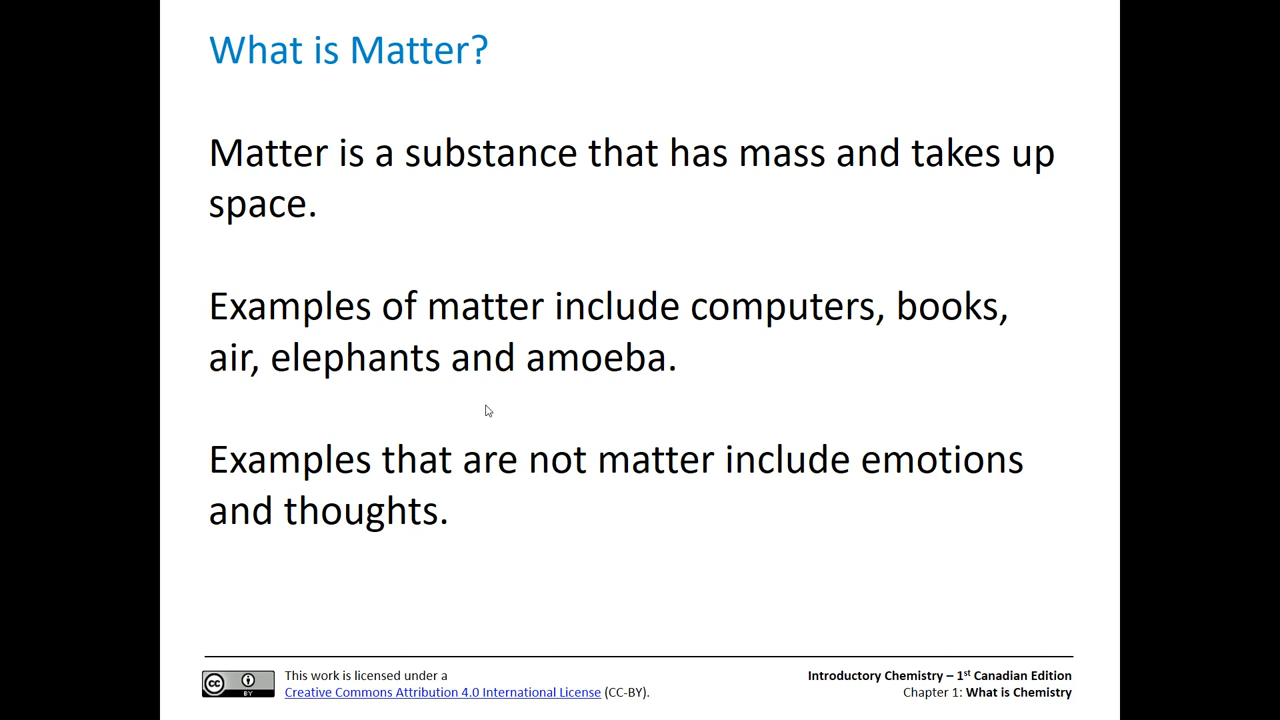 What is Matter?
Matter is a substance that has mass and takes up
space.
Examples of matter include computers, books,
air, elephants and amoeba.
Examples that are not matter include emotions
and thoughts.
cc
BY
This work is licensed under a
Creative Commons Attribution 4.0 International License (CC-BY).
Introductory Chemistry – 1st Canadian Edition
Chapter 1: What is Chemistry